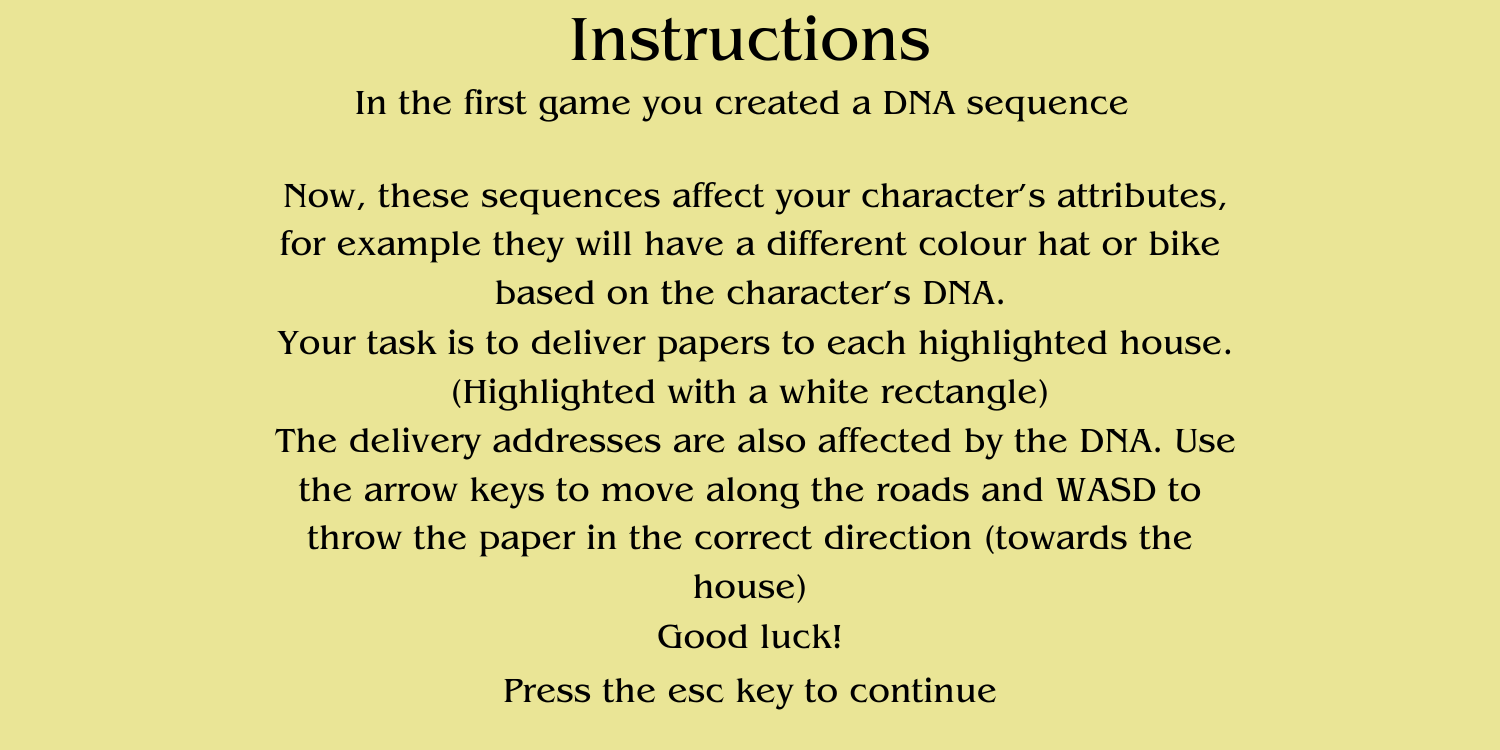 Instructions
In the first game you created a DNA sequence
Now, these sequences affect your character’s attributes,
for example they will have a different colour hat or bike
based on the character’s DNA.
Your task is to deliver papers to each highlighted house.
(Highlighted with a white rectangle)
The delivery addresses are also affected by the DNA. Use
the arrow keys to move along the roads and WASD to
throw the paper in the correct direction (towards the
house)
Good luck!
Press the esc key to continue